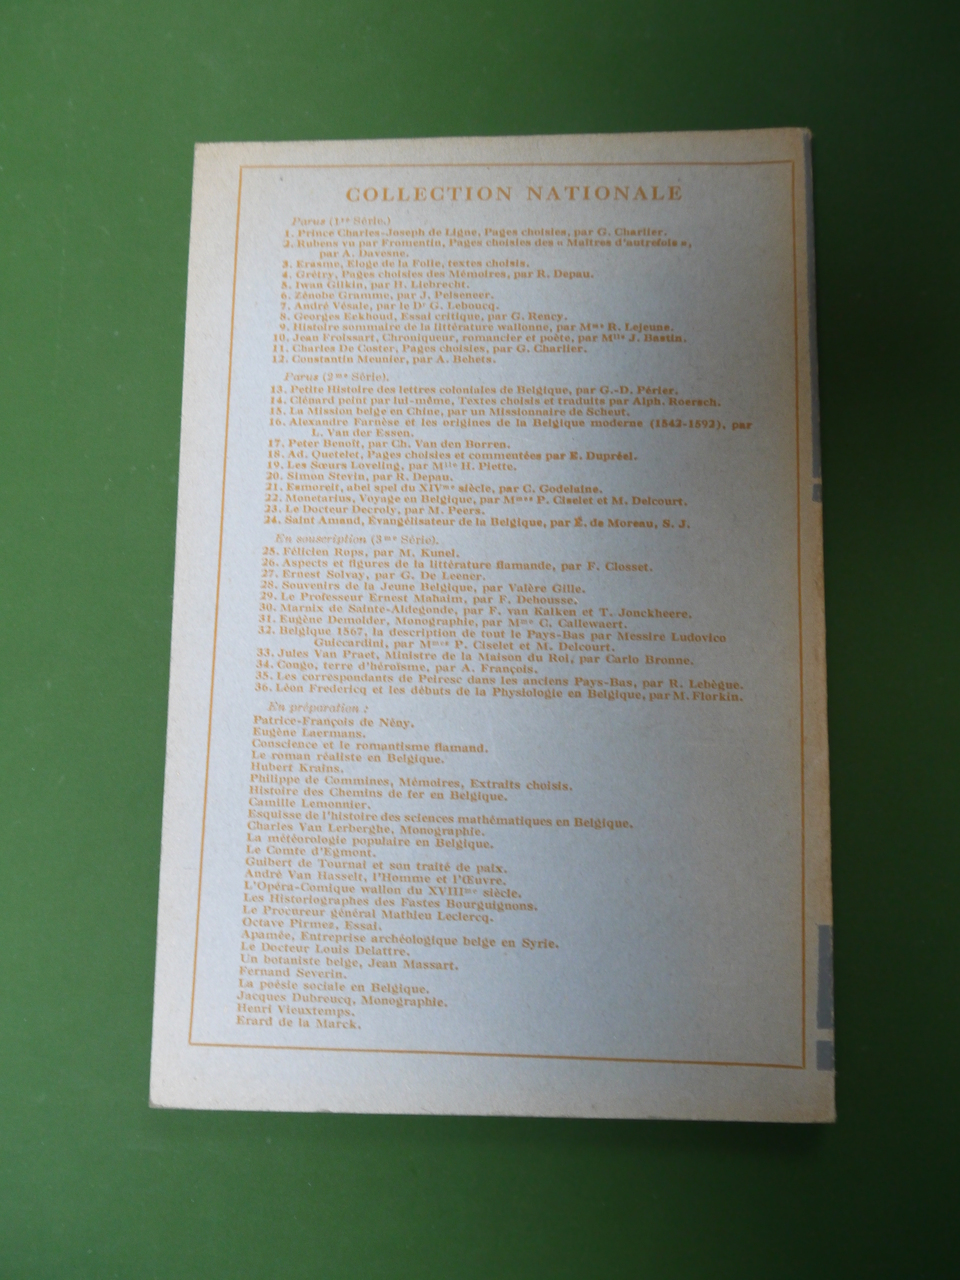 COLLECTION NATIONALE
Parus (1re Série.)
1. Prince Charles-Joseph de Ligne, Pages choisies, par G. Charlier.
2. Rubens vu par Fromentin, Pages choisies des « Maîtres d'autrefois »,
par A. Davesne.
3. Erasme, Eloge de la Folie, textes choisis.
4. Grétry, Pages choisies des Mémoires, par R. Depau.
5. Iwan Gilkin, par H. Liebrecht.
6. Zénobe Gramme, par J. Pelseneer.
7. André Vésale, par le Dr G. Leboucq.
8. Georges Eekhoud, Essai critique, par G. Rency.
9. Histoire sommaire de la littérature wallonne, par Mme R. Lejeune.
10. Jean Froissart, Chroniqueur, romancier et poète, par Mlle J. Bastin.
11. Charles De Coster, Pages choisies, par G. Charlier.
12. Constantin Meunier, par A. Behets.
Parus (2me Série).
13. Petite Histoire des lettres coloniales de Belgique, par G.-D. Périer.
14. Clénard peint par lui-même, Textes choisis et traduits par Alph. Roersch.
15. La Mission belge en Chine, par un Missionnaire de Scheut.
16. Alexandre Farnèse et les origines de la Belgique moderne (1543-1592), par
L. Van der Essen.
17. Peter Benoit, par Ch. Van den Borren.
18. Ad. Quetelet, Pages choisies et commentées par E. Dupréel.
19. Les Sœurs Loveling, par Mlle H. Piette.
20. Simon Stevin, par R. Depau.
21. Esmoreit, abel spel du XIVme siècle, par C. Godelaine.
22. Monetarius, Voyage en Belgique, par Mmes P. Ciselet et M. Delcourt.
23. Le Docteur Decroly, par M. Peers.
24. Saint Amand, Evangélisateur de la Belgique, par É. de Moreau, S. J.
En souscription (3me Série).
25. Félicien Rops, par M. Kunel.
26. Aspects et figures de la littérature flamande, par F. Closset.
27. Ernest Solvay, par G. De Leener.
28. Souvenirs de la Jeune Belgique, par Valère Gille.
29. Le Professeur Ernest Mahaim, par F. Dehousse.
30. Marnix de Sainte-Aldegonde, par F. van Kalken et T. Jonckheere.
31. Eugène Demolder, Monographie, par Mme C. Callewaert.
32. Belgique 1567, la description de tout le Pays-Bas par Messire Ludovico
Guiccardini, par Mmes P. Ciselet et M. Delcourt.
33. Jules Van Praet, Ministre de la Maison du Roi, par Carlo Bronne.
34. Congo, terre d'héroïsme, par A. François.
35. Les correspondants de Peiresc dans les anciens Pays-Bas, par R. Lebègue.
36. Léon Fredericq et les débuts de la Physiologie en Belgique, par M. Florkin.
En préparation :
Patrice-François de Nény.
Eugène Laermans.
Conscience et le romantisme flamand.
Le roman réaliste en Belgique.
Hubert Krains.
Philippe de Commines, Mémoires, Extraits choisis.
Histoire des Chemins de fer en Belgique.
Camille Lemonnier.
Esquisse de l'histoire des sciences mathématiques en Belgique.
Charles Van Lerberghe, Monographie.
La météorologie populaire en Belgique.
Le Comte d'Egmont.
Guibert de Tournai et son traité de paix.
André Van Hasselt, l'Homme et l'Œuvre.
L'Opéra-Comique wallon du XVIIIme siècle.
Les Historiographes des Fastes Bourguignons.
Le Procureur général Mathieu Leclercq.
Octave Pirmez, Essai.
Apamée, Entreprise archéologique belge en Syrie.
Le Docteur Louis Delattre.
Un botaniste belge, Jean Massart.
Fernand Severin.
La poésie sociale en Belgique.
Jacques Dubreucq, Monographie.
Henri Vieuxtemps.
Erard de la Marck.